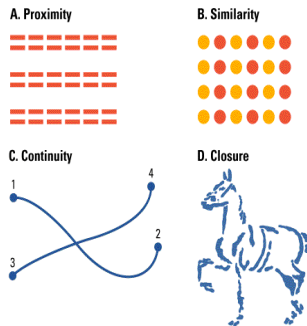 A. Proximity
B. Similarity
C. Continuity
D. Closure
1
4
2
3